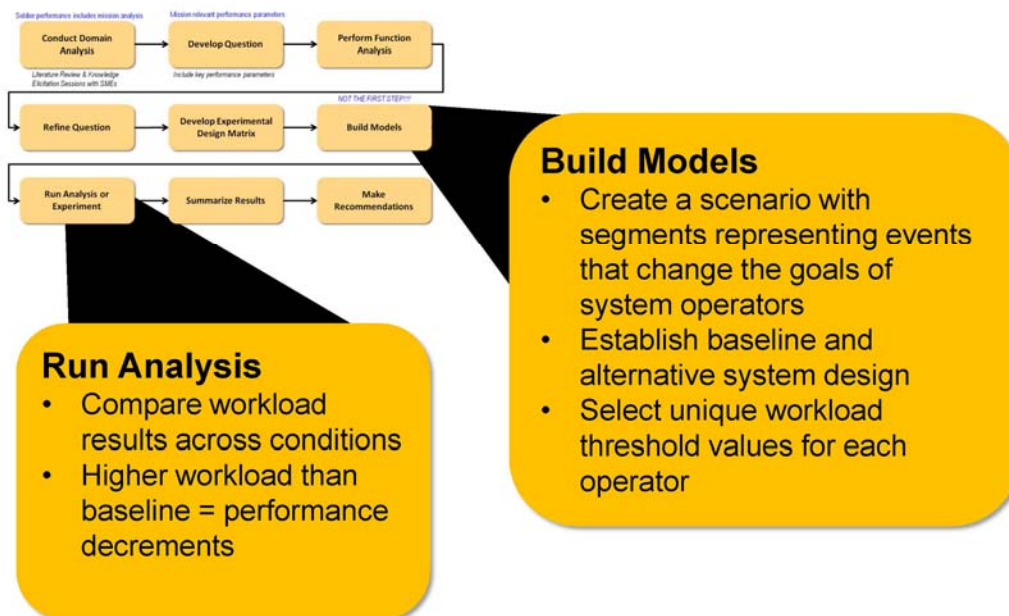 Soldier performance includes mission analysis
Mission relevant performance parameters
Conduct Domain
Analysis
Develop Question
Perform Function
Analysis
Literature Review & Knowledge
Elicitation Sessions with SMEs
Include key performance parameters
NOT THE FIRST STEP!!!!
Refine Question
Develop Experimental
Design Matrix
Build Models
Run Analysis or
Experiment
Summarize Results
Make
Recommendations
Build Models
• Create a scenario with
segments representing events
that change the goals of
system operators
• Establish baseline and
alternative system design
• Select unique workload
threshold values for each
operator
Run Analysis
• Compare workload
results across conditions
• Higher workload than
baseline = performance
decrements